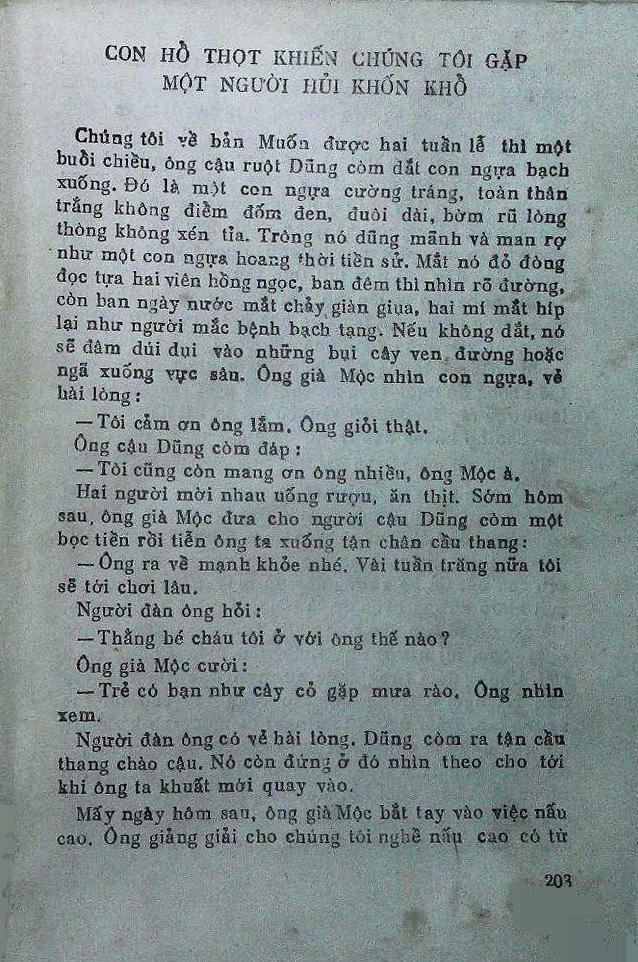 CON HỔ THỌT KHIẾN CHÚNG TÔI GẶP
MỘT NGƯỜI HỦI KHỐN KHỔ
Chúng tôi về bản Muốn được hai tuần lễ thì một
buổi chiều, ông cậu ruột Dũng còm dắt con ngựa bạch
xuống. Đó là một con ngựa cường tráng, toàn thân
trắng không điểm đốm đen, đuôi dài, bờm rũ lòng
thòng không xén tỉa. Trông nó dũng mãnh và man rợ
như một con ngựa hoang thời tiền sử. Mắt nó đỏ đòng
đọc tựa hai viên hồng ngọc, ban đêm thì nhìn rõ đường,
còn ban ngày nước mắt chảy giàn giụa, hai mí mắt híp
lại như người mắc bệnh bạch tạng. Nếu không dắt, nó
sẽ đâm dúi dụi vào những bụi cây ven đường hoặc
ngã xuống vực sâu. Ông già Mộc nhìn con ngựa, vẻ
hài lòng :
— Tôi cảm ơn ông lắm. Ông giỏi thật.
Ông cậu Dũng còm đáp :
— Tôi cũng còn mang ơn ông nhiều, ông Mộc à.
Hai người mời nhau uống rượu, ăn thịt. Sớm hôm
sau, ông già Mộc đưa cho người cậu Dũng còm một
bọc tiền rồi tiễn ông ta xuống tận chân cầu thang :
— Ông ra về mạnh khỏe nhé. Vài tuần trăng nữa tôi
sẽ tới chơi lâu.
Người đàn ông hỏi :
— Thằng bé cháu tôi ở với ông thế nào ?
Ông già Mộc cười :
— Trẻ có bạn như cây cỏ gặp mưa rào. Ông nhìn
xem.
Người đàn ông có vẻ hài lòng. Dũng còm ra tận cầu
thang chào cậu. Nó còn đứng ở đó nhìn theo cho tới
khi ông ta khuất mới quay vào.
Mấy ngày hôm sau, ông già Mộc bắt tay vào việc nấu
cao. Ông giảng giải cho chúng tôi nghề nấu cao có từ
203